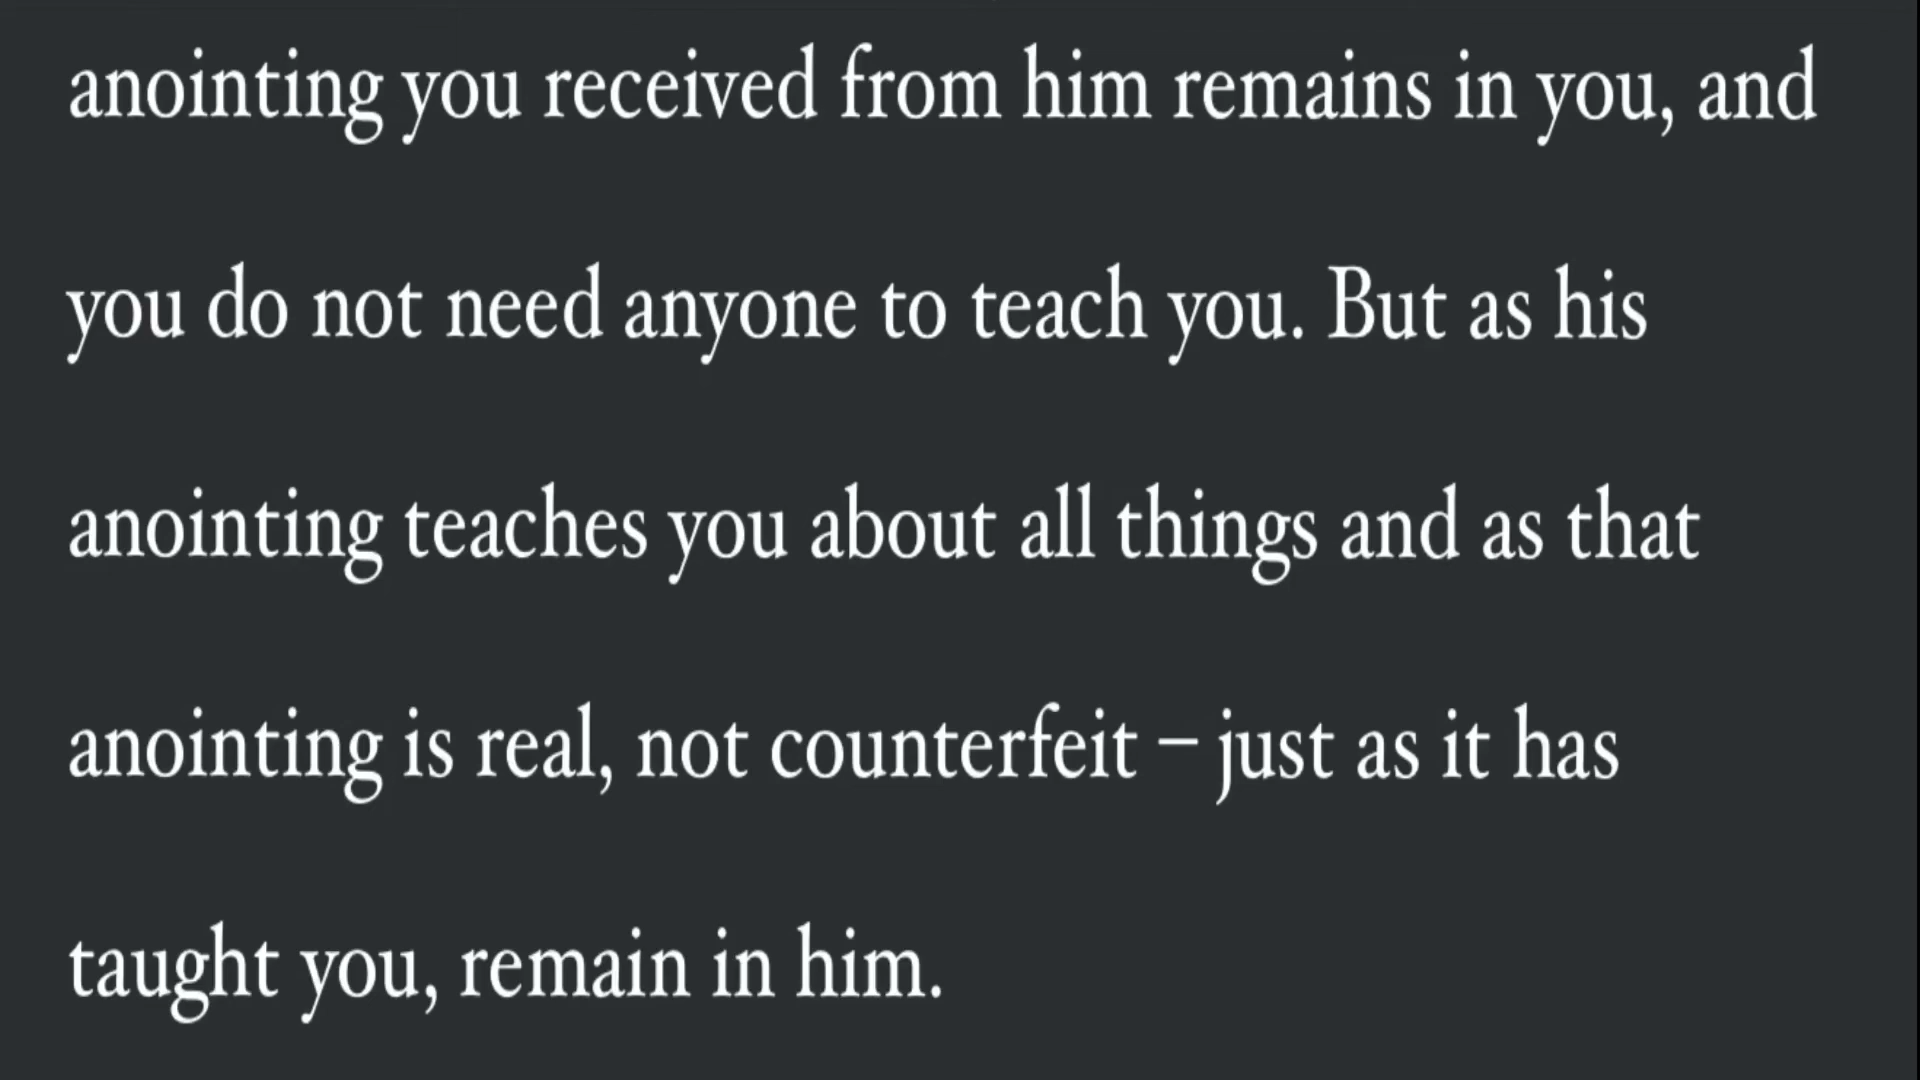 anointing you received from him remains in you, and
you do not need anyone to teach you. But as his
anointing teaches you about all things and as that
anointing is real, not counterfeit – just as it has
taught you, remain in him.